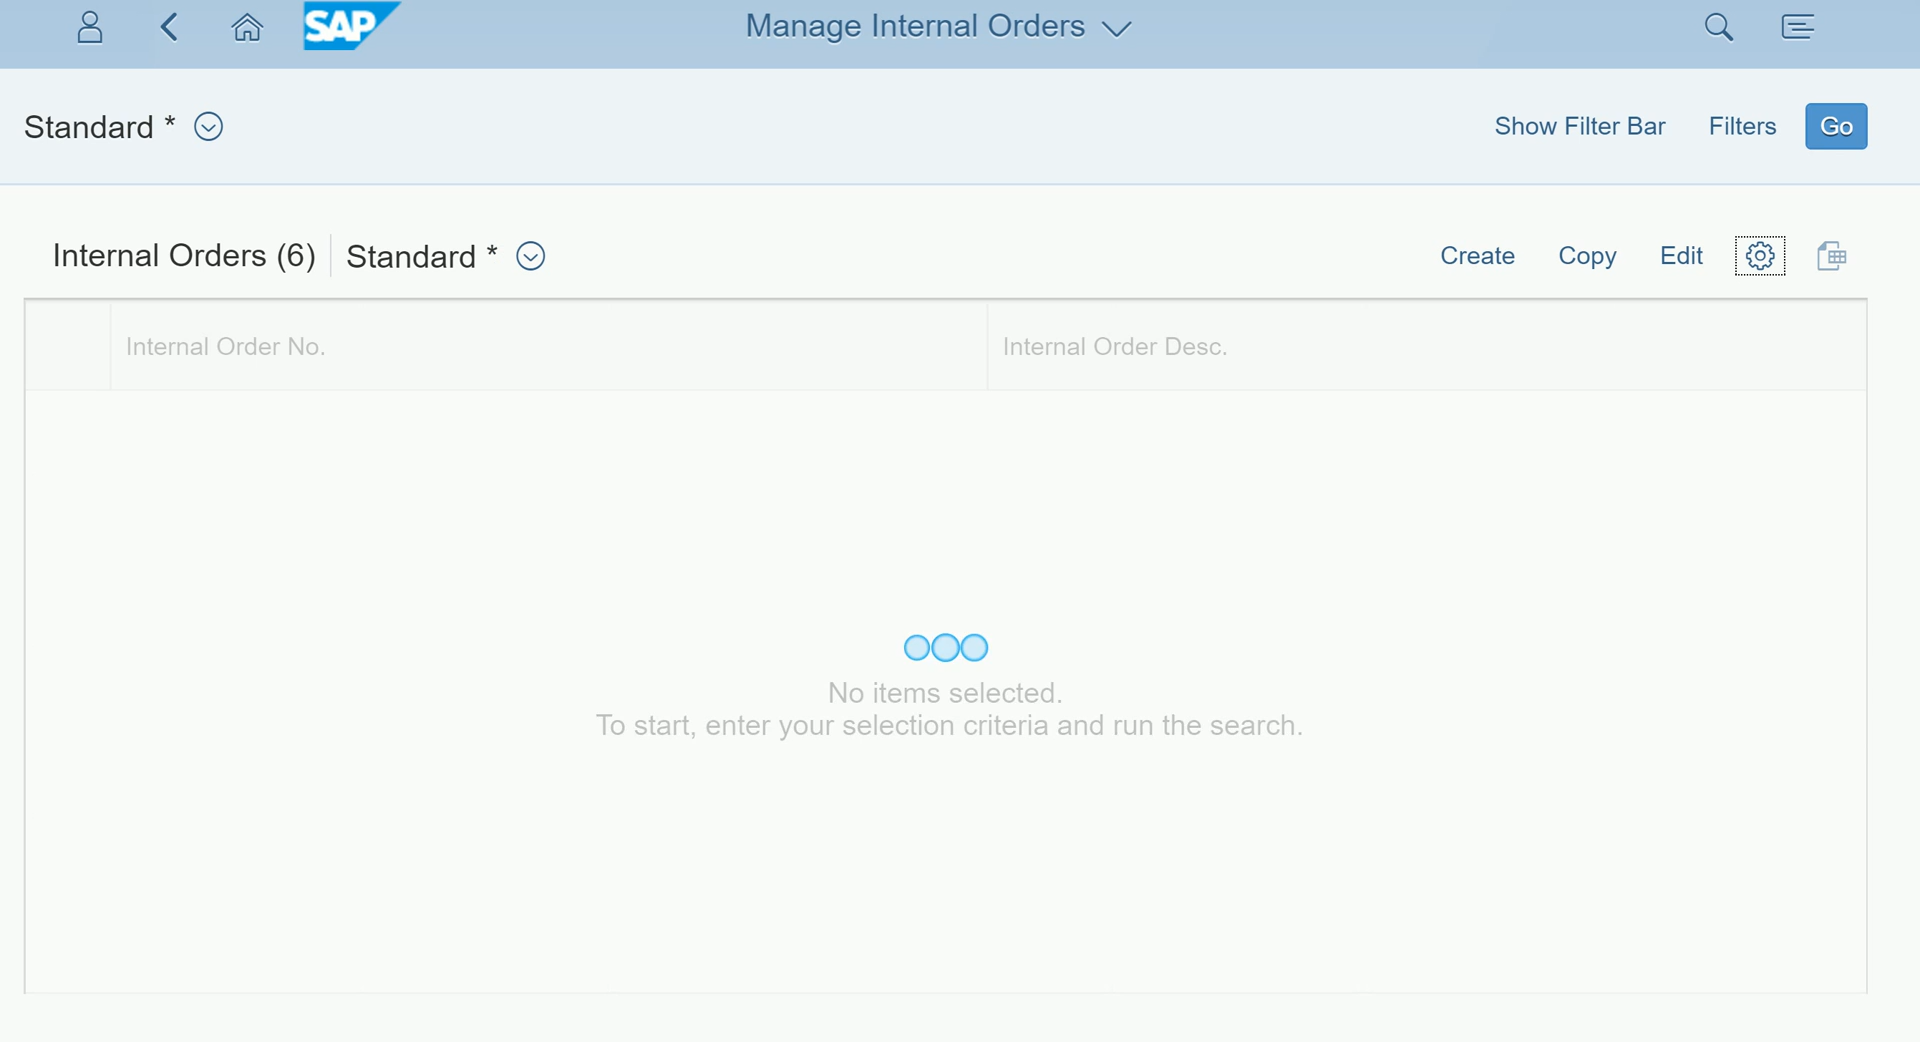 SAP
Manage Internal Orders
Standard *
Show Filter Bar
Filters
Go
Internal Orders (6)
Standard *
Create
Copy
Edit
Internal Order No.
Internal Order Desc.
No items selected.
To start, enter your selection criteria and run the search.